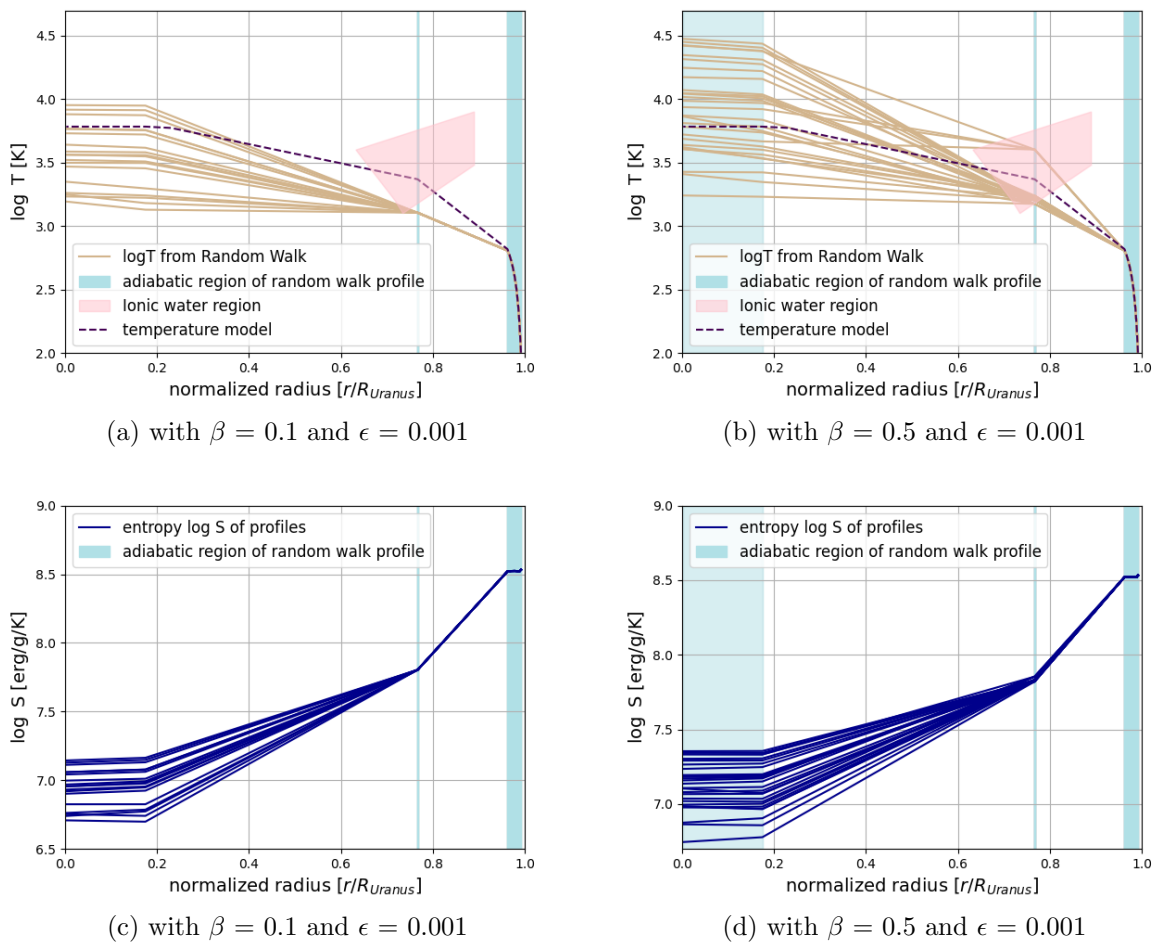 4.5
4.0
3.5
3.0
2.5
2.0
log T [K]
logT from Random Walk
adiabatic region of random walk profile
Ionic water region
temperature model
0.0 0.2 0.4 0.6 0.8 1.0
normalized radius [r/R_Uranus]
(a) with β = 0.1 and ϵ = 0.001
4.5
4.0
3.5
3.0
2.5
2.0
log T [K]
logT from Random Walk
adiabatic region of random walk profile
Ionic water region
temperature model
0.0 0.2 0.4 0.6 0.8 1.0
normalized radius [r/R_Uranus]
(b) with β = 0.5 and ϵ = 0.001
9.0
8.5
8.0
7.5
7.0
6.5
log S [erg/g/K]
entropy log S of profiles
adiabatic region of random walk profile
0.0 0.2 0.4 0.6 0.8 1.0
normalized radius [r/R_Uranus]
(c) with β = 0.1 and ϵ = 0.001
9.0
8.5
8.0
7.5
7.0
log S [erg/g/K]
entropy log S of profiles
adiabatic region of random walk profile
0.0 0.2 0.4 0.6 0.8 1.0
normalized radius [r/R_Uranus]
(d) with β = 0.5 and ϵ = 0.001